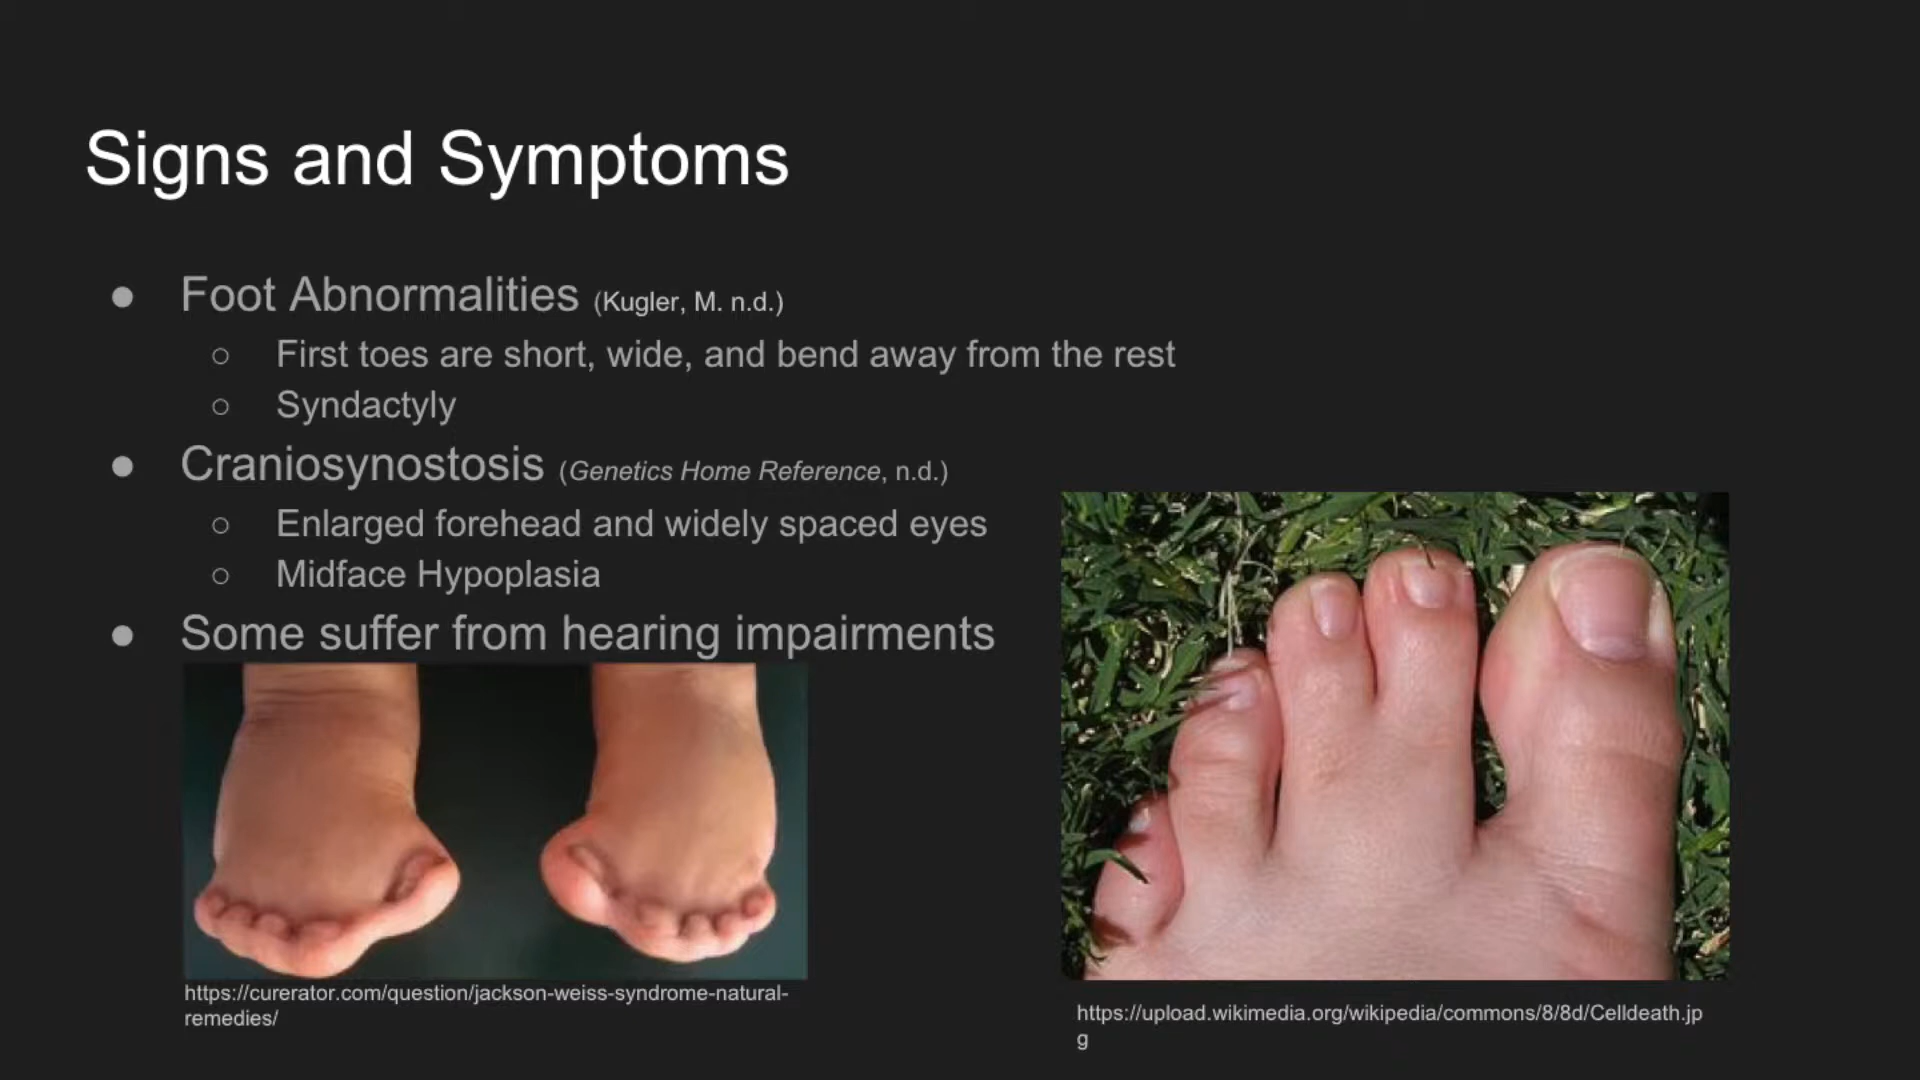 Signs and Symptoms
● Foot Abnormalities (Kugler, M. n.d.)
○ First toes are short, wide, and bend away from the rest
○ Syndactyly
● Craniosynostosis (Genetics Home Reference, n.d.)
○ Enlarged forehead and widely spaced eyes
○ Midface Hypoplasia
● Some suffer from hearing impairments
https://curerator.com/question/jackson-weiss-syndrome-natural-
remedies/
https://upload.wikimedia.org/wikipedia/commons/8/8d/Celldeath.jp
g